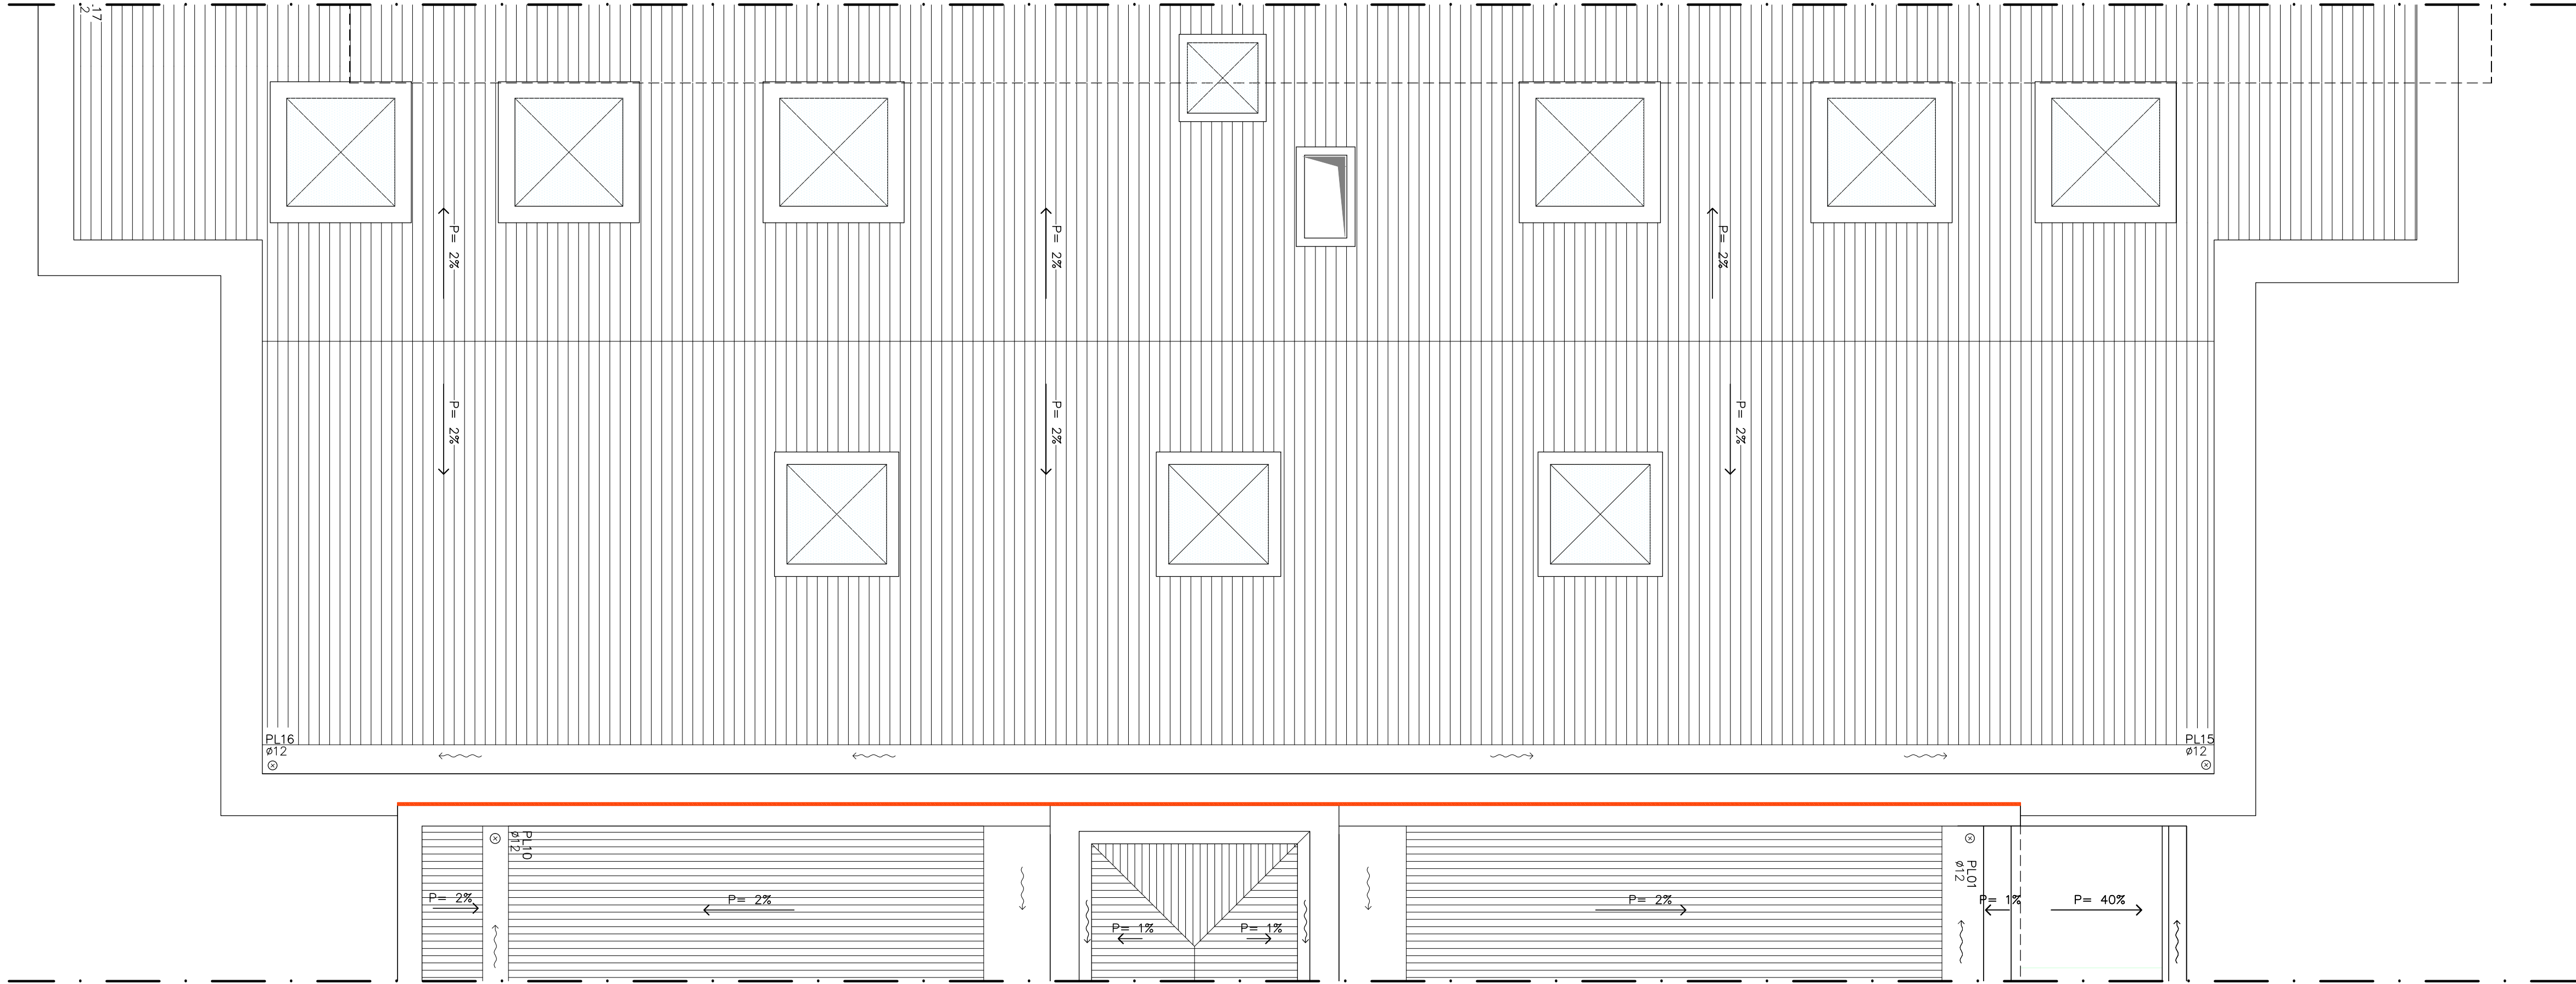 .17
2
P= 2%
P= 2%
P= 2%
P= 2%
P= 2%
P= 2%
PL16
ø12
PL15
ø12
PL10
ø12
PL01
ø12
P= 2%
P= 2%
P= 1%
P= 1%
P= 2%
P= 1%
P= 40%